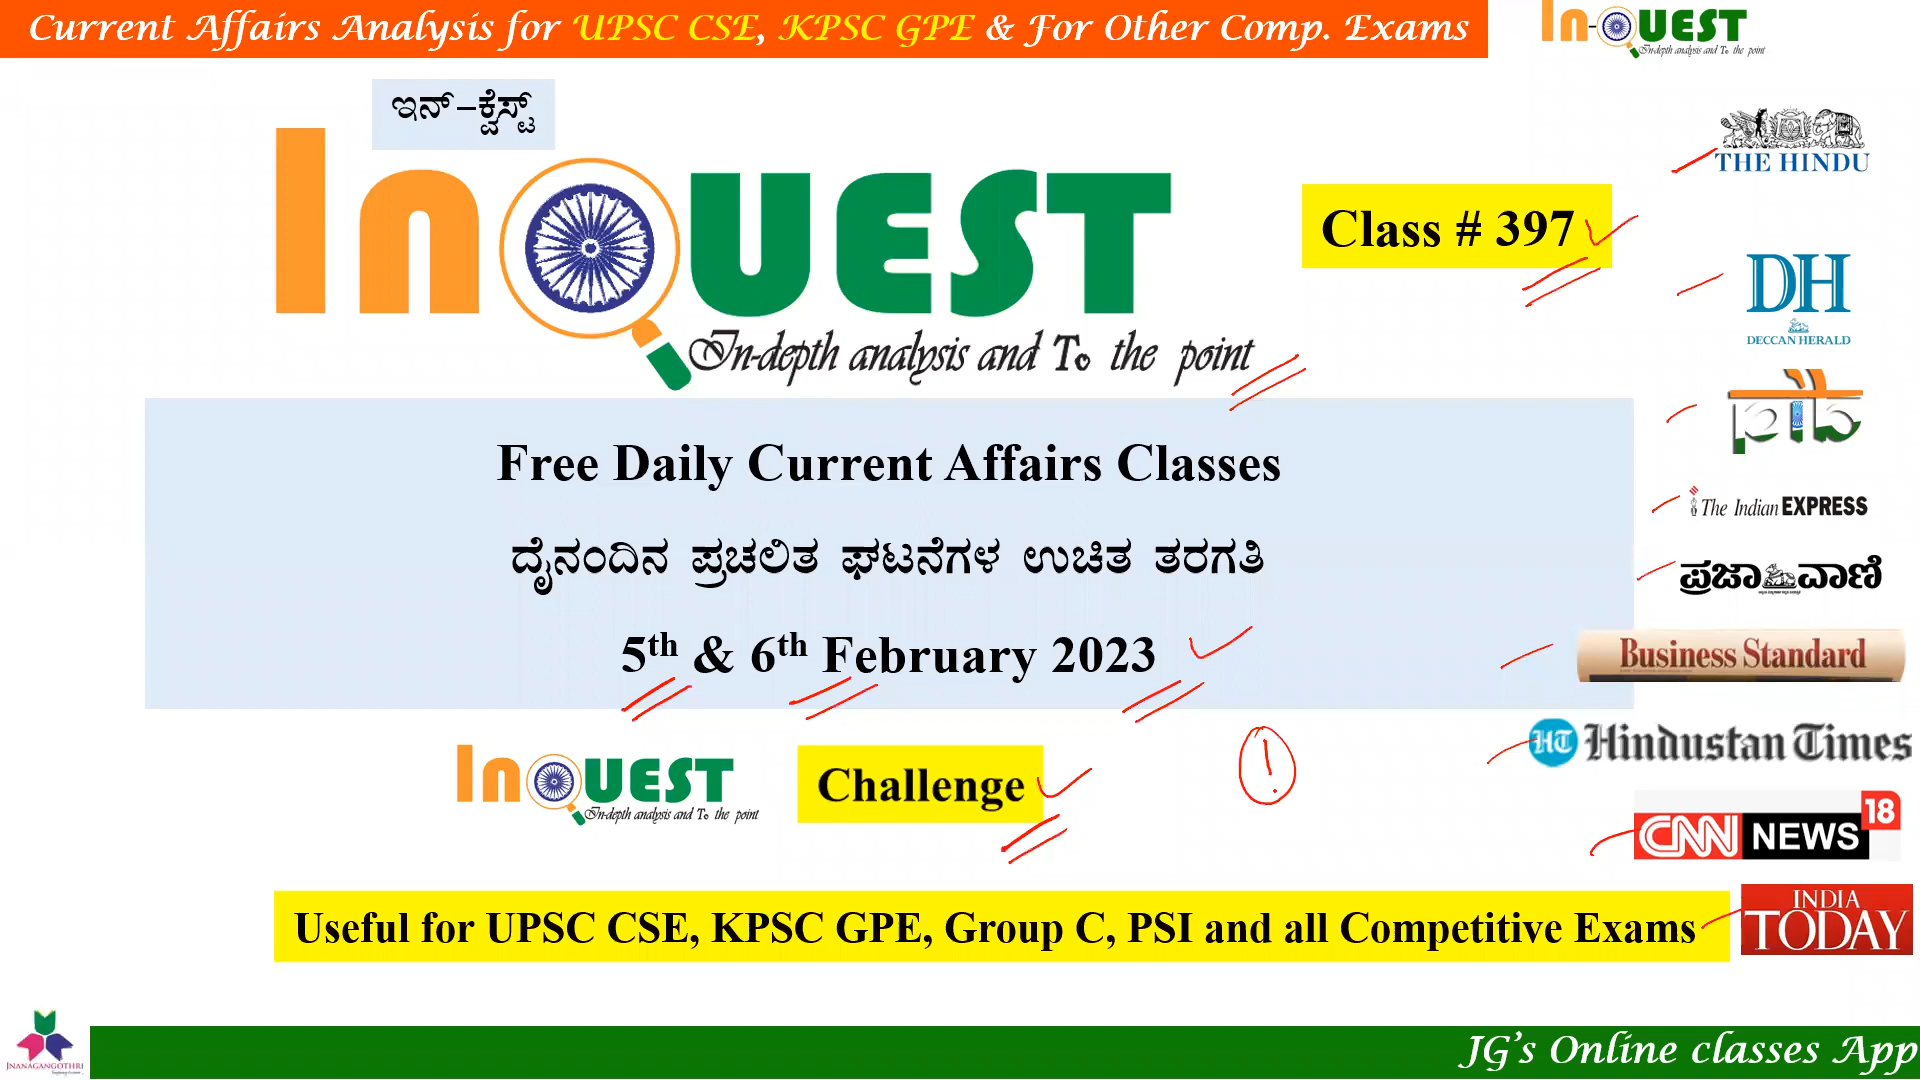 Current Affairs Analysis for UPSC CSE, KPSC GPE & For Other Comp. Exams
In-QUEST
In-depth analysis and To the point
ಇನ್-ಕ್ವೆಸ್ಟ್
InQUEST
In-depth analysis and To the point
Class # 397
THE HINDU
DH
DECCAN HERALD
pib
The Indian EXPRESS
ಪ್ರಜಾವಾಣಿ
Business Standard
HT Hindustan Times
CNN NEWS 18
INDIA
TODAY
Free Daily Current Affairs Classes
ದೈನಂದಿನ ಪ್ರಚಲಿತ ಘಟನೆಗಳ ಉಚಿತ ತರಗತಿ
5th & 6th February 2023
InQUEST
In-depth analysis and To the point
Challenge
!
Useful for UPSC CSE, KPSC GPE, Group C, PSI and all Competitive Exams
JNANAGANGOTHRI
JG's Online classes App